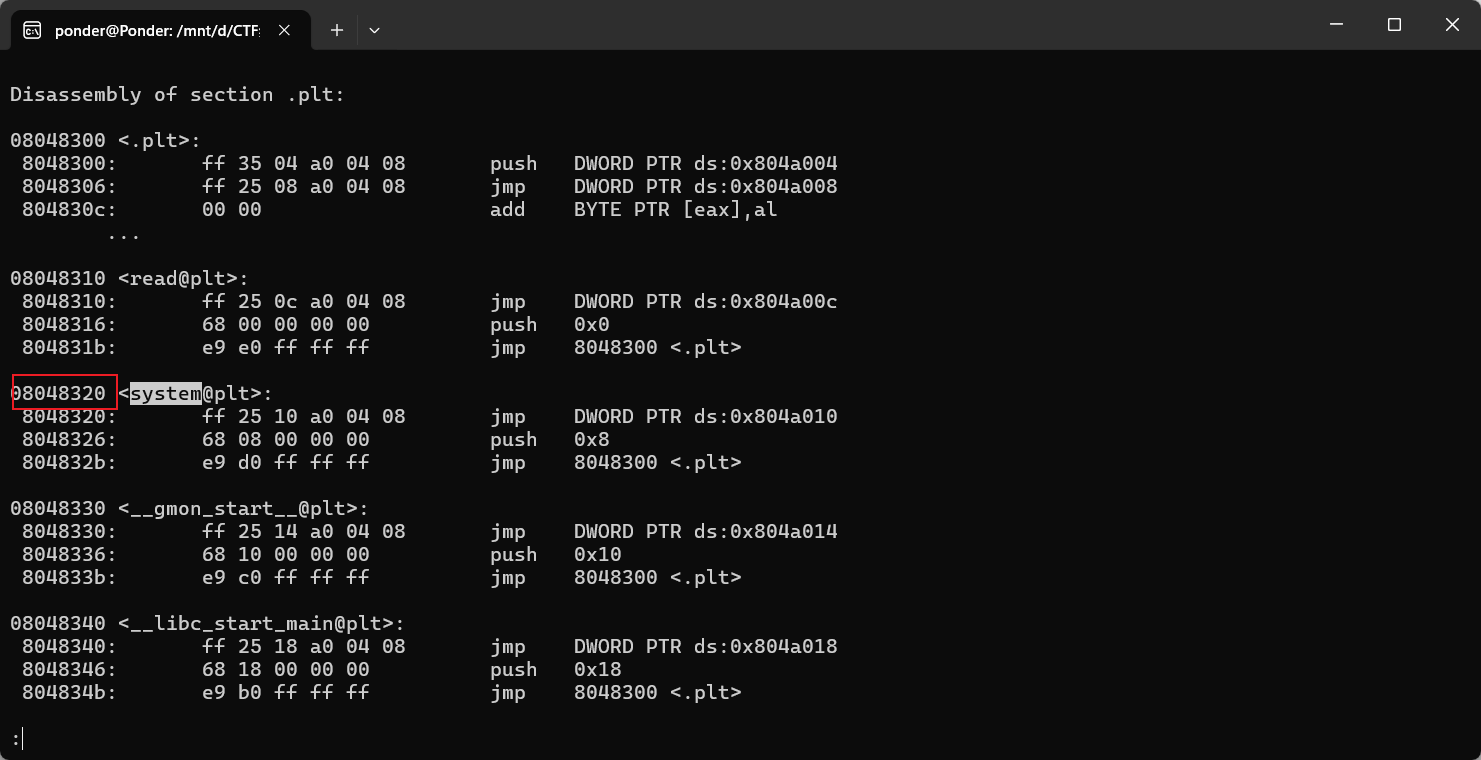 ponder@Ponder: /mnt/d/CTF
Disassembly of section .plt:
08048300 <.plt>:
 8048300:	ff 35 04 a0 04 08	push   DWORD PTR ds:0x804a004
 8048306:	ff 25 08 a0 04 08	jmp    DWORD PTR ds:0x804a008
 804830c:	00 00	add    BYTE PTR [eax],al
	...
08048310 <read@plt>:
 8048310:	ff 25 0c a0 04 08	jmp    DWORD PTR ds:0x804a00c
 8048316:	68 00 00 00 00	push   0x0
 804831b:	e9 e0 ff ff ff	jmp    8048300 <.plt>
08048320 <system@plt>:
 8048320:	ff 25 10 a0 04 08	jmp    DWORD PTR ds:0x804a010
 8048326:	68 08 00 00 00	push   0x8
 804832b:	e9 d0 ff ff ff	jmp    8048300 <.plt>
08048330 <__gmon_start__@plt>:
 8048330:	ff 25 14 a0 04 08	jmp    DWORD PTR ds:0x804a014
 8048336:	68 10 00 00 00	push   0x10
 804833b:	e9 c0 ff ff ff	jmp    8048300 <.plt>
08048340 <__libc_start_main@plt>:
 8048340:	ff 25 18 a0 04 08	jmp    DWORD PTR ds:0x804a018
 8048346:	68 18 00 00 00	push   0x18
 804834b:	e9 b0 ff ff ff	jmp    8048300 <.plt>
: